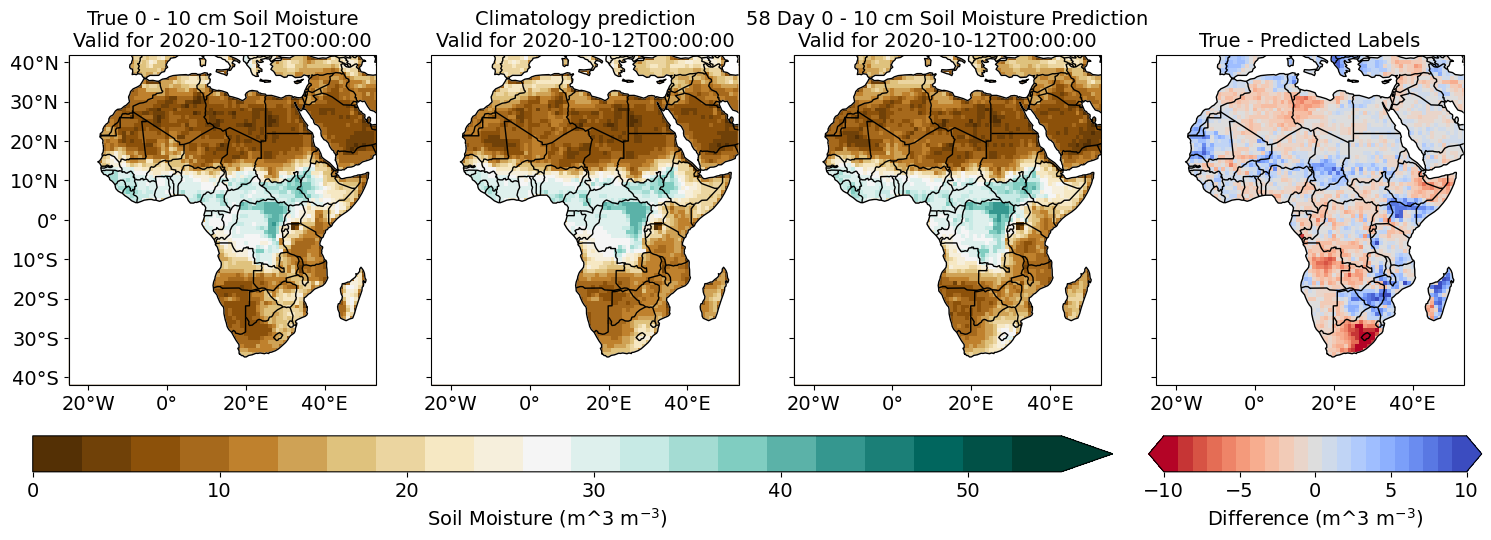 True 0 - 10 cm Soil Moisture
Valid for 2020-10-12T00:00:00
Climatology prediction
Valid for 2020-10-12T00:00:00
58 Day 0 - 10 cm Soil Moisture Prediction
Valid for 2020-10-12T00:00:00
True - Predicted Labels
40°N
30°N
20°N
10°N
0°
10°S
20°S
30°S
40°S
20°W 0° 20°E 40°E
20°W 0° 20°E 40°E
20°W 0° 20°E 40°E
20°W 0° 20°E 40°E
0 10 20 30 40 50
Soil Moisture (m^3 m⁻³)
−10 −5 0 5 10
Difference (m^3 m⁻³)